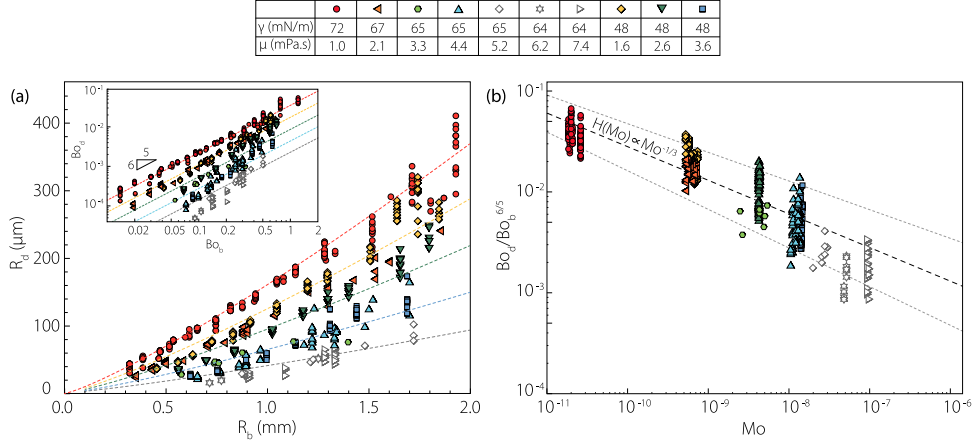 γ (mN/m) 72 67 65 65 65 64 64 48 48 48
μ (mPa.s) 1.0 2.1 3.3 4.4 5.2 6.2 7.4 1.6 2.6 3.6
(a)
R_d (μm)
400
300
200
100
0
0.0 0.5 1.0 1.5 2.0
R_b (mm)
Bo_d
10⁻¹
10⁻²
10⁻³
10⁻⁴
6 5
0.02 0.05 0.1 0.2 0.5 1 2
Bo_b
(b)
Bo_d/Bo_b^6/5
10⁻¹
10⁻²
10⁻³
10⁻⁴
H(Mo)∝Mo^-1/3
10⁻¹¹ 10⁻¹⁰ 10⁻⁹ 10⁻⁸ 10⁻⁷ 10⁻⁶
Mo